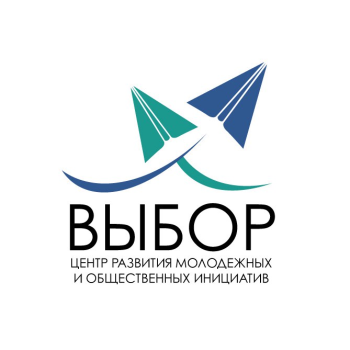 ВЫБОР
ЦЕНТР РАЗВИТИЯ МОЛОДЕЖНЫХ
И ОБЩЕСТВЕННЫХ ИНИЦИАТИВ